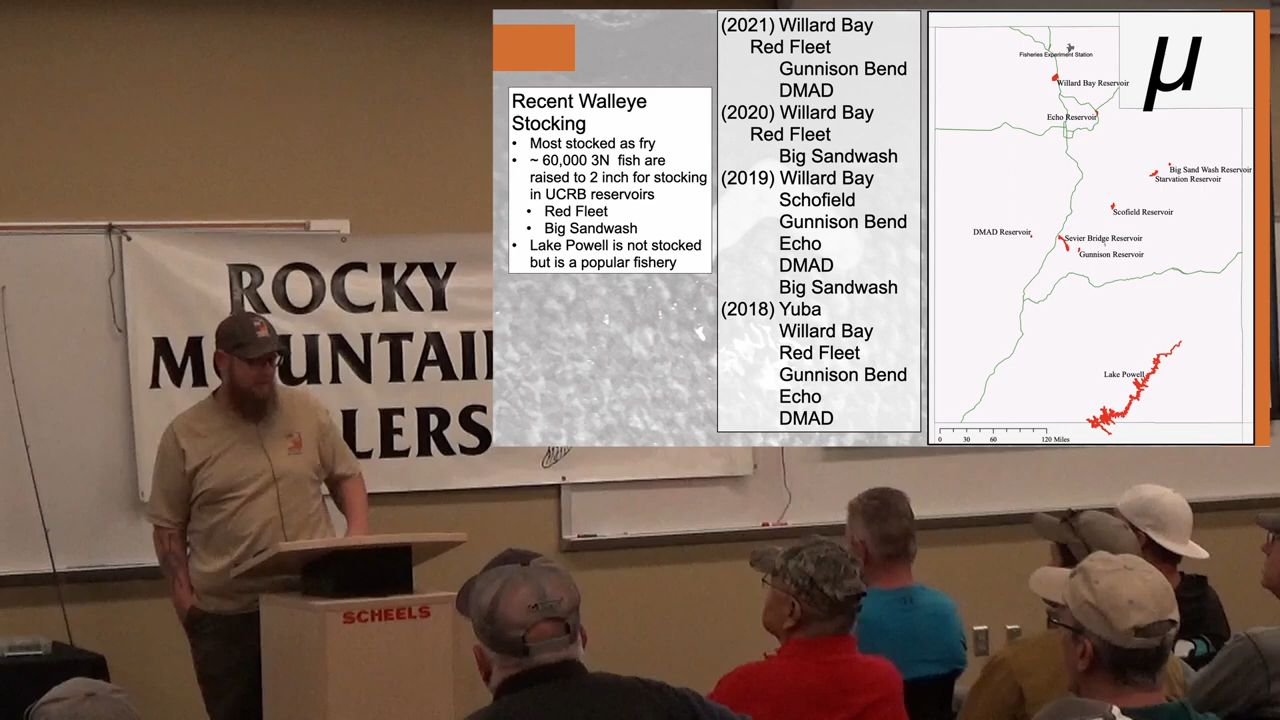 Recent Walleye
Stocking
• Most stocked as fry
• ~ 60,000 3N fish are
raised to 2 inch for stocking
in UCRB reservoirs
• Red Fleet
• Big Sandwash
• Lake Powell is not stocked
but is a popular fishery
(2021) Willard Bay
Red Fleet
Gunnison Bend
DMAD
(2020) Willard Bay
Red Fleet
Big Sandwash
(2019) Willard Bay
Schofield
Gunnison Bend
Echo
DMAD
Big Sandwash
(2018) Yuba
Willard Bay
Red Fleet
Gunnison Bend
Echo
DMAD
µ
Fisheries Experiment Station
Willard Bay Reservoir
Echo Reservoir
Big Sand Wash Reservoir
Starvation Reservoir
Scofield Reservoir
DMAD Reservoir
Sevier Bridge Reservoir
Gunnison Reservoir
Lake Powell
0 30 60 120 Miles
ROCKY
LERS
SCHEELS